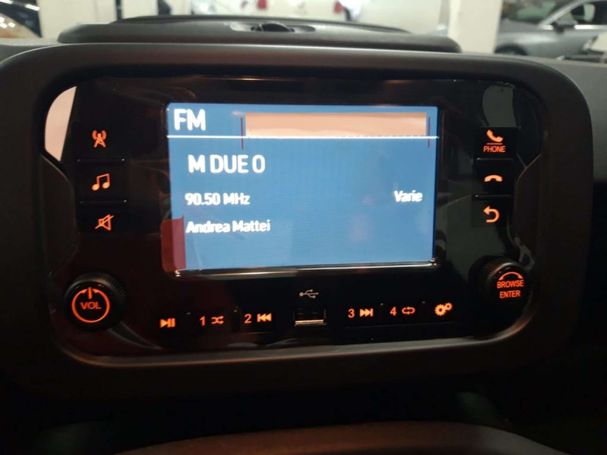 FM
M DUE O
90.50 MHz Varie
Andrea Mattei
PHONE
VOL
BROWSE
ENTER
1 2 3 4